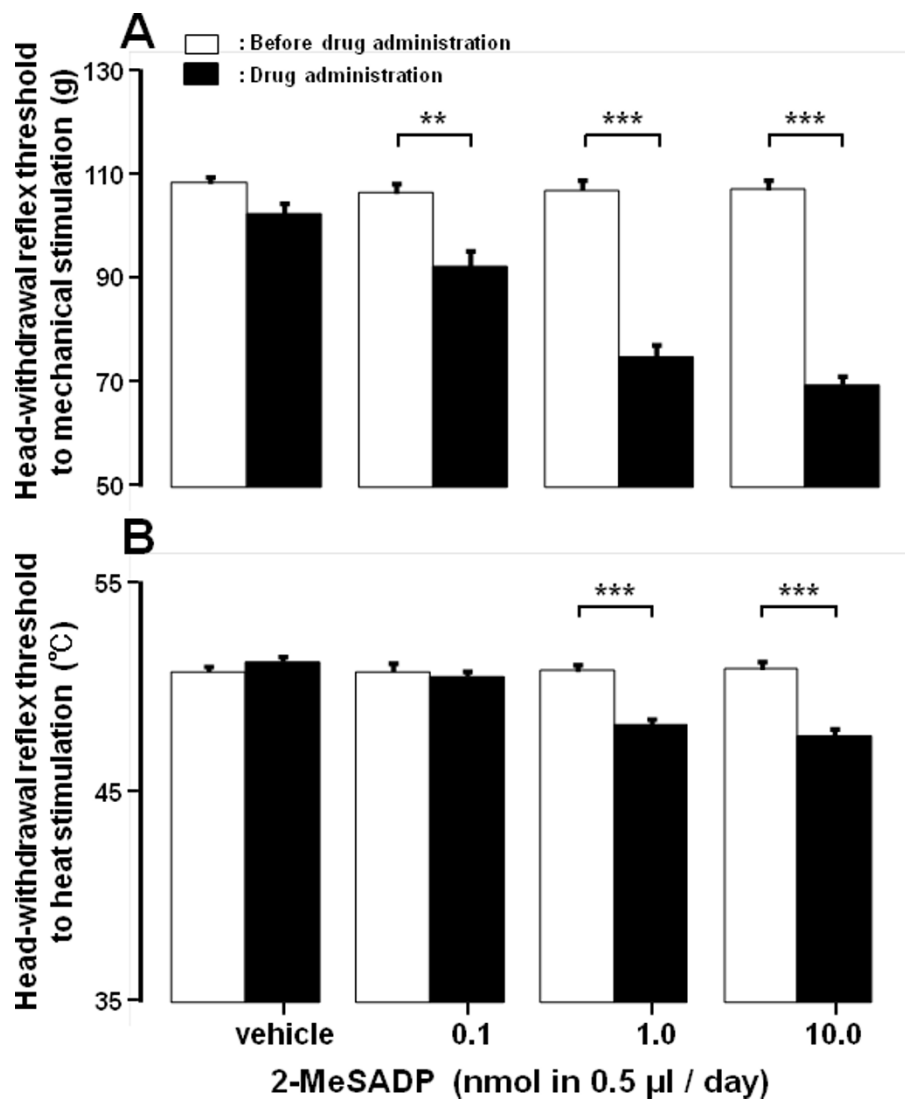 A
: Before drug administration
: Drug administration
Head-withdrawal reflex threshold
to mechanical stimulation (g)
130
110
90
70
50
**
***
***
B
Head-withdrawal reflex threshold
to heat stimulation (℃)
55
45
35
***
***
vehicle 0.1 1.0 10.0
2-MeSADP (nmol in 0.5 µl / day)